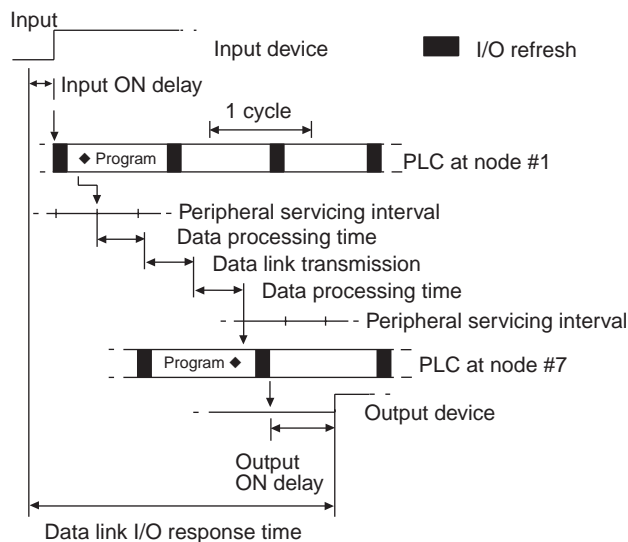 Input
Input device
I/O refresh
Input ON delay
1 cycle
Program
PLC at node #1
Peripheral servicing interval
Data processing time
Data link transmission
Data processing time
Peripheral servicing interval
Program
PLC at node #7
Output device
Output
ON delay
Data link I/O response time